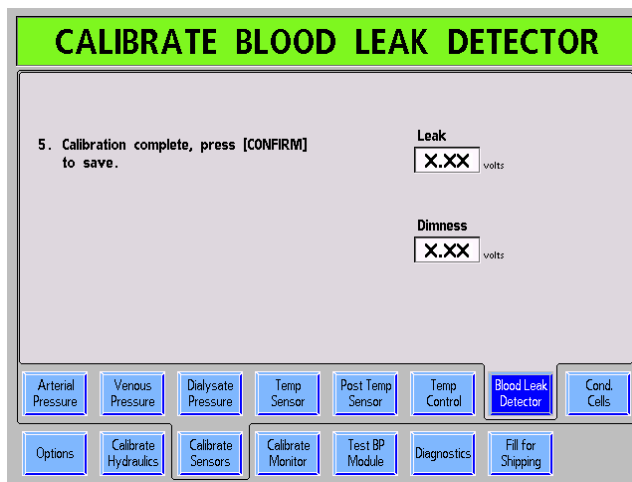 CALIBRATE BLOOD LEAK DETECTOR
5. Calibration complete, press [CONFIRM]
to save.
Leak
X.XX volts
Dimness
X.XX volts
Arterial
Pressure
Venous
Pressure
Dialysate
Pressure
Temp
Sensor
Post Temp
Sensor
Temp
Control
Blood Leak
Detector
Cond.
Cells
Options
Calibrate
Hydraulics
Calibrate
Sensors
Calibrate
Monitor
Test BP
Module
Diagnostics
Fill for
Shipping